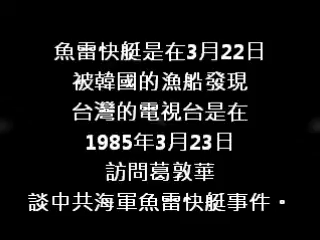 魚雷快艇是在3月22日
被韓國的漁船發現
台灣的電視台是在
1985年3月23日
訪問葛敦華
談中共海軍魚雷快艇事件。